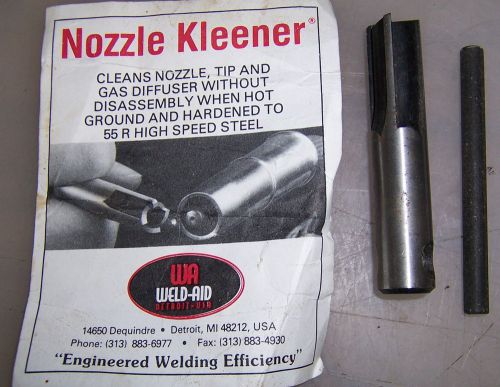 Nozzle Kleener®
CLEANS NOZZLE, TIP AND
GAS DIFFUSER WITHOUT
DISASSEMBLY WHEN HOT
GROUND AND HARDENED TO
55 R HIGH SPEED STEEL
WA
WELD-AID
DETROIT-USA
14650 Dequindre • Detroit, MI 48212, USA
Phone: (313) 883-6977 • Fax: (313) 883-4930
"Engineered Welding Efficiency"